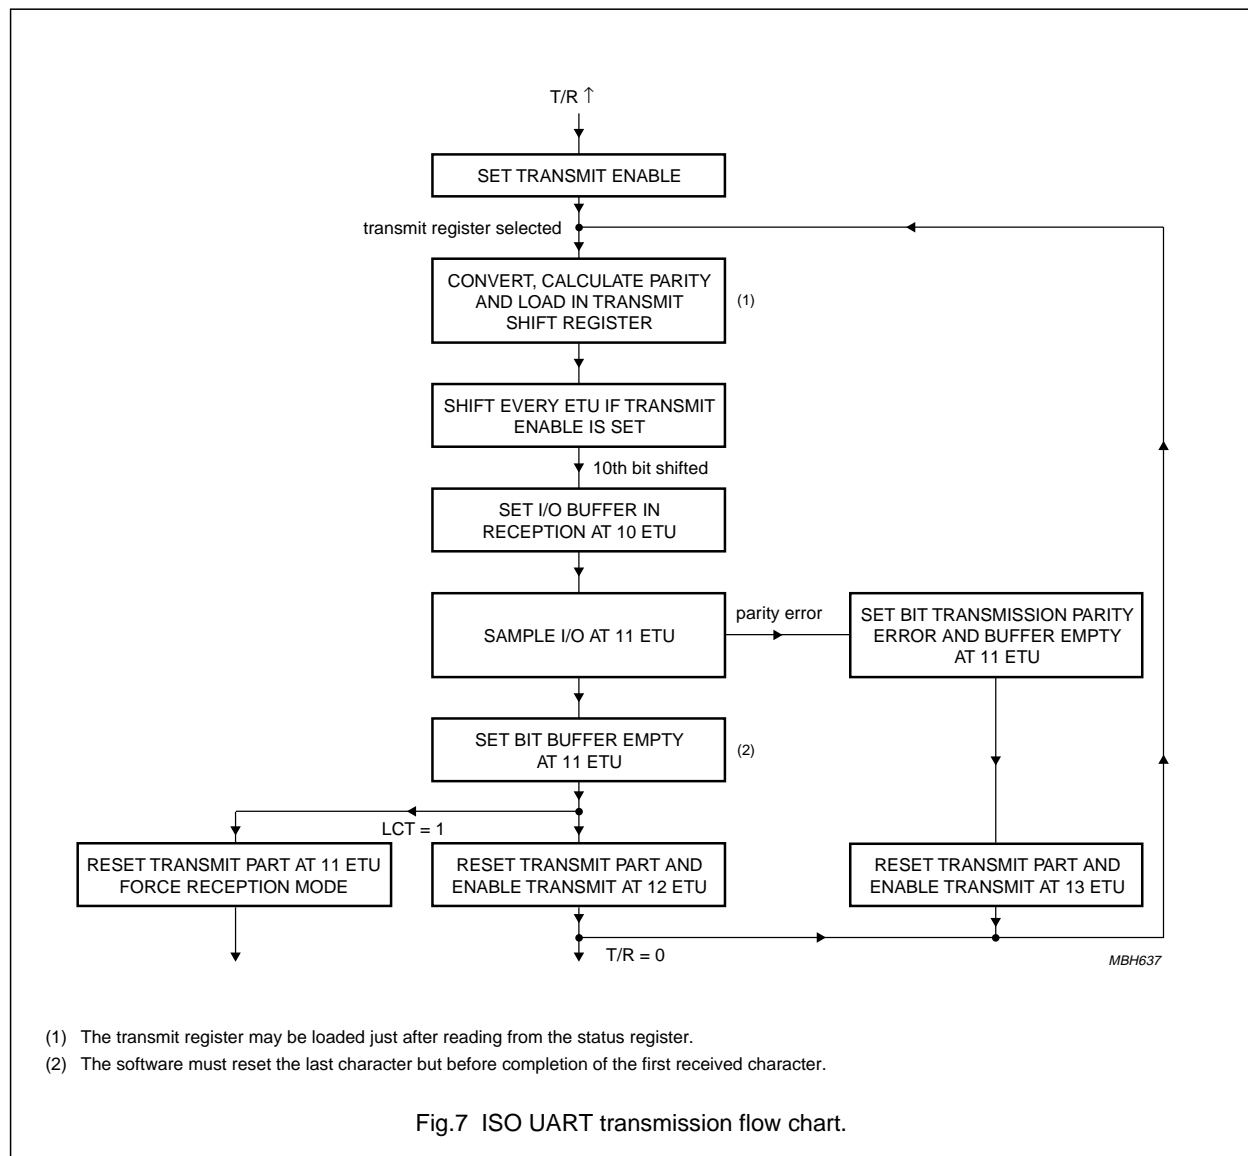 T/R ↑
SET TRANSMIT ENABLE
transmit register selected
CONVERT, CALCULATE PARITY
AND LOAD IN TRANSMIT
SHIFT REGISTER
(1)
SHIFT EVERY ETU IF TRANSMIT
ENABLE IS SET
10th bit shifted
SET I/O BUFFER IN
RECEPTION AT 10 ETU
SAMPLE I/O AT 11 ETU
parity error
SET BIT TRANSMISSION PARITY
ERROR AND BUFFER EMPTY
AT 11 ETU
SET BIT BUFFER EMPTY
AT 11 ETU
(2)
LCT = 1
RESET TRANSMIT PART AT 11 ETU
FORCE RECEPTION MODE
RESET TRANSMIT PART AND
ENABLE TRANSMIT AT 12 ETU
RESET TRANSMIT PART AND
ENABLE TRANSMIT AT 13 ETU
T/R = 0
MBH637
(1) The transmit register may be loaded just after reading from the status register.
(2) The software must reset the last character but before completion of the first received character.
Fig.7 ISO UART transmission flow chart.